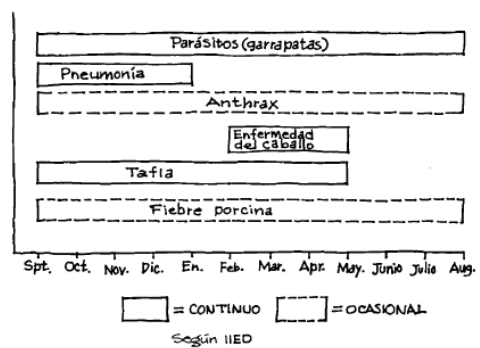 Parásitos (garrapatas)
Pneumonía
Anthrax
Enfermedad
del caballo
Tafia
Fiebre porcina
Spt. Oct. Nov. Dic. En. Feb. Mar. Apr. May. Junio Julio Aug.
= CONTINUO = OCASIONAL
Según IIED